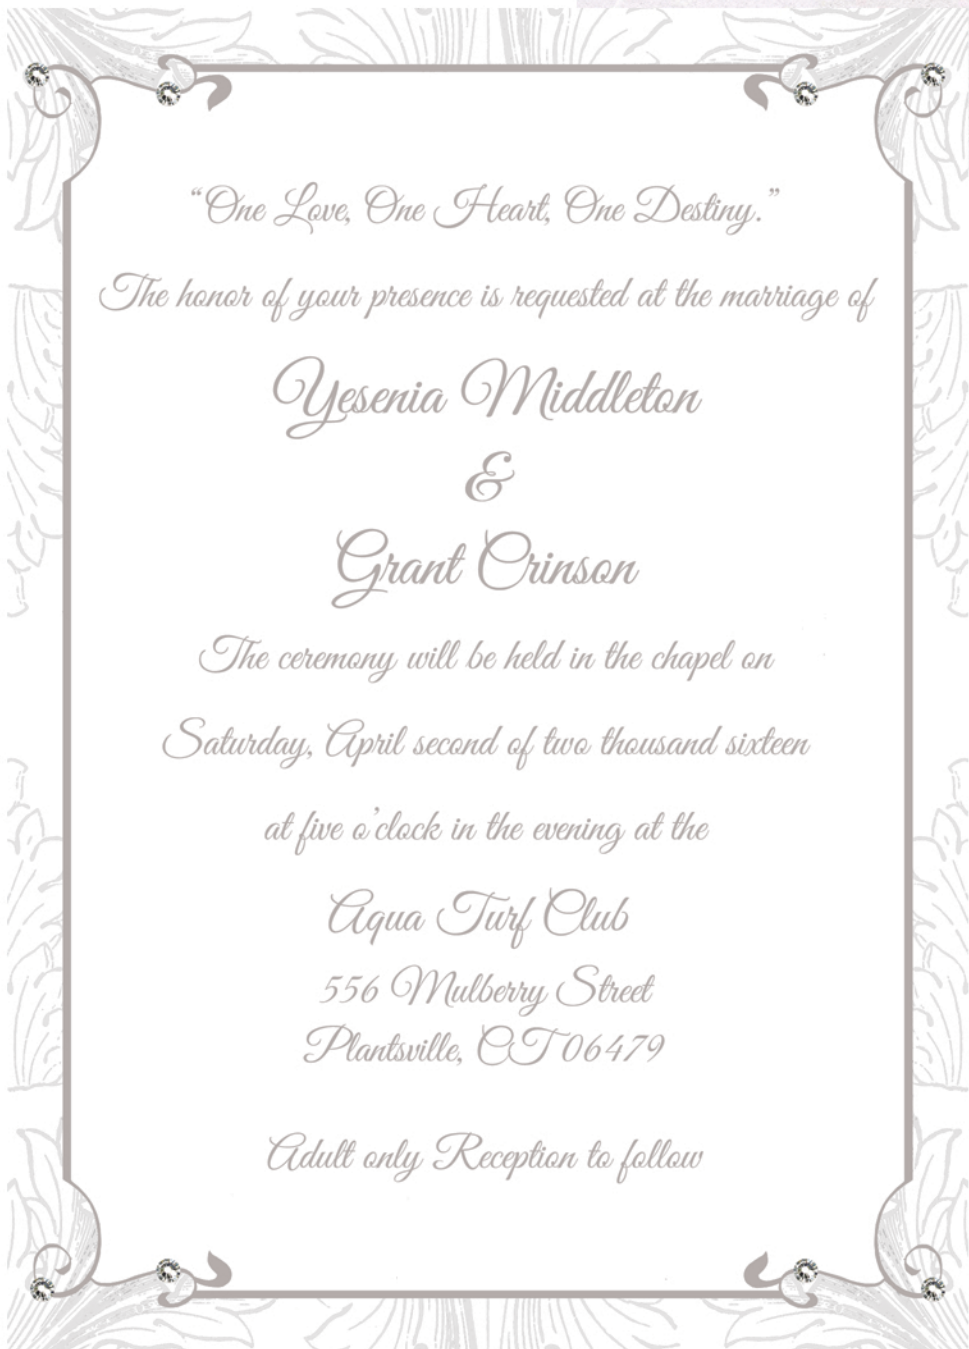 “One Love, One Heart, One Destiny.”
The honor of your presence is requested at the marriage of
Yesenia Middleton
&
Grant Crinson
The ceremony will be held in the chapel on
Saturday, April second of two thousand sixteen
at five o'clock in the evening at the
Aqua Turf Club
556 Mulberry Street
Plantsville, CT 06479
Adult only Reception to follow